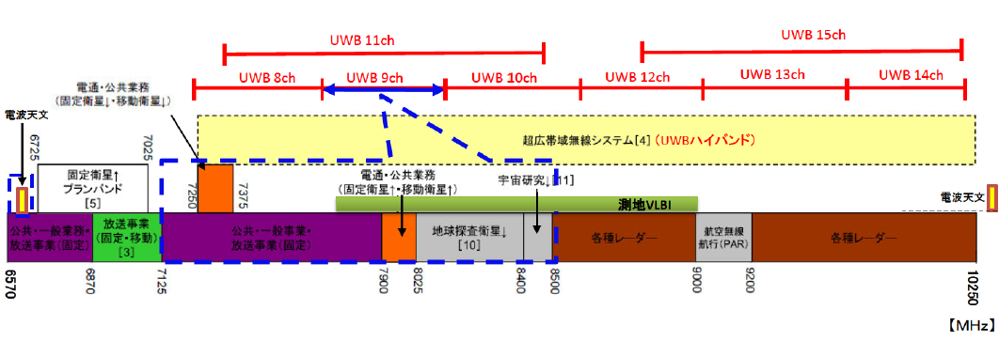 UWB 11ch
UWB 15ch
UWB 8ch
UWB 9ch
UWB 10ch
UWB 12ch
UWB 13ch
UWB 14ch
電通・公共業務
(固定衛星↓・移動衛星↓)
電波天文
6725
7025
固定衛星↑
プランバンド
[5]
7250
7375
超広帯域無線システム[4] (UWBハイバンド)
電通・公共業務
(固定衛星↑・移動衛星↑)
宇宙研究↓[11]
測地VLBI
電波天文
公共・一般業務・
放送事業(固定)
放送事業
(固定・移動)
[3]
公共・一般事業・
放送事業(固定)
地球探査衛星↓
[10]
各種レーダー
航空無線
航行(PAR)
各種レーダー
6570
6870
7125
7900
8025
8400
8500
9000
9200
10250
【MHz】